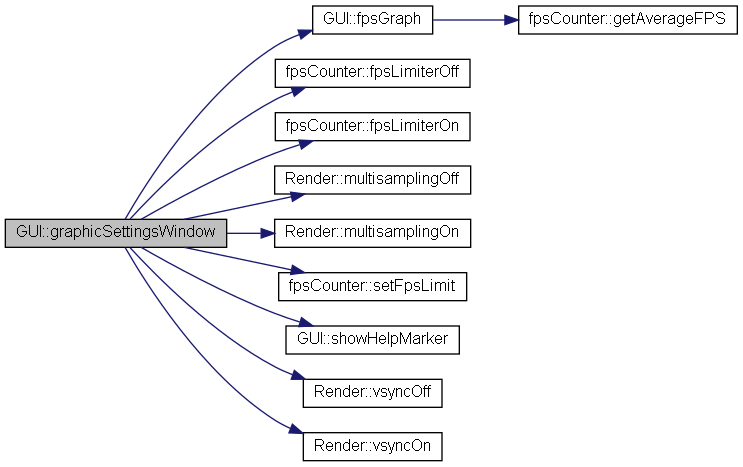 GUI::fpsGraph
fpsCounter::getAverageFPS
fpsCounter::fpsLimiterOff
fpsCounter::fpsLimiterOn
Render::multisamplingOff
GUI::graphicSettingsWindow
Render::multisamplingOn
fpsCounter::setFpsLimit
GUI::showHelpMarker
Render::vsyncOff
Render::vsyncOn